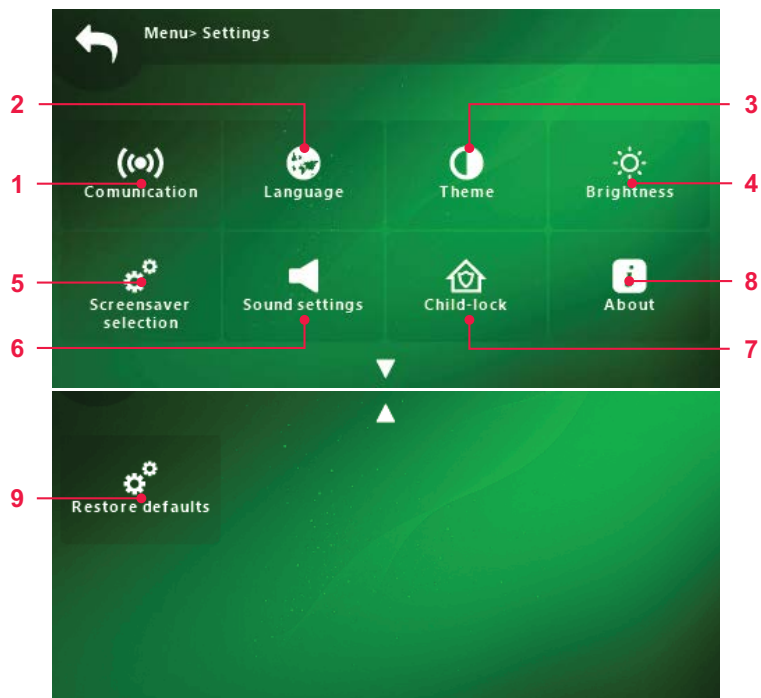 Menu> Settings
2
3
1
Comunication
Language
Theme
Brightness
4
5
Screensaver
selection
Sound settings
Child-lock
About
8
6
7
9
Restore defaults